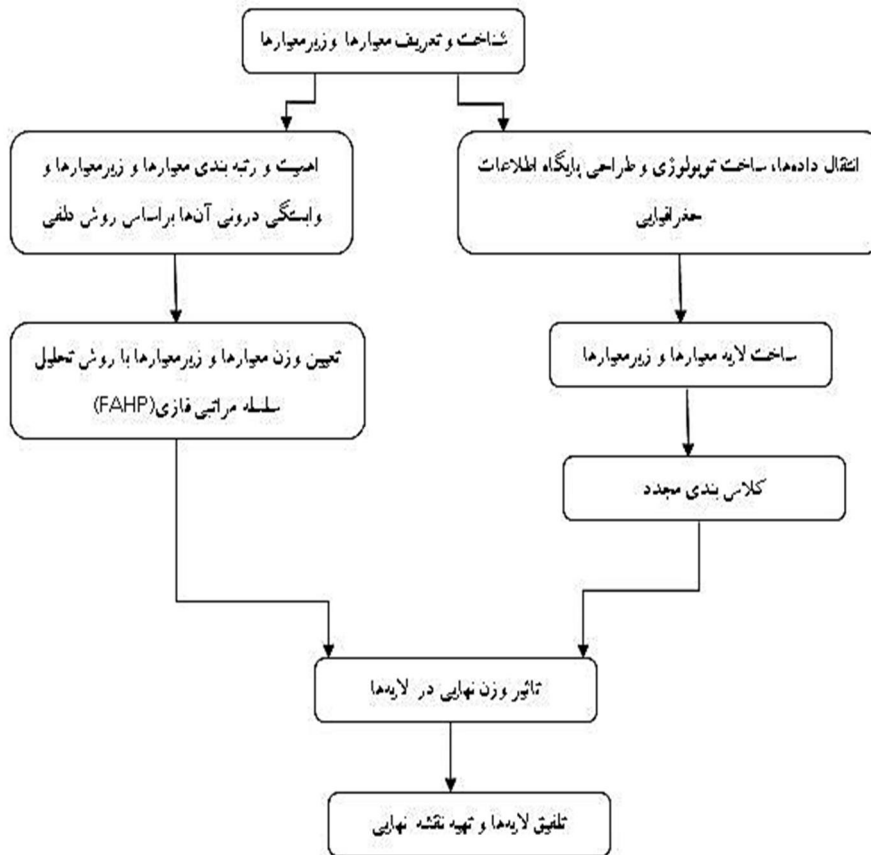 شناخت و تعریف معیارها و زیرمعیارها
انتقال داده‌ها، ساخت توپولوژی و طراحی پایگاه اطلاعات
جغرافیایی
اهمیت و رتبه بندی معیارها و زیرمعیارها و
وابستگی درونی آن‌ها براساس روش دلفی
ساخت لایه معیارها و زیرمعیارها
تعیین وزن معیارها و زیرمعیارها با روش تحلیل
سلسله مراتبی فازی(FAHP)
کلاس بندی مجدد
تاثیر وزن نهایی در لایه‌ها
تلفیق لایه‌ها و تهیه نقشه نهایی